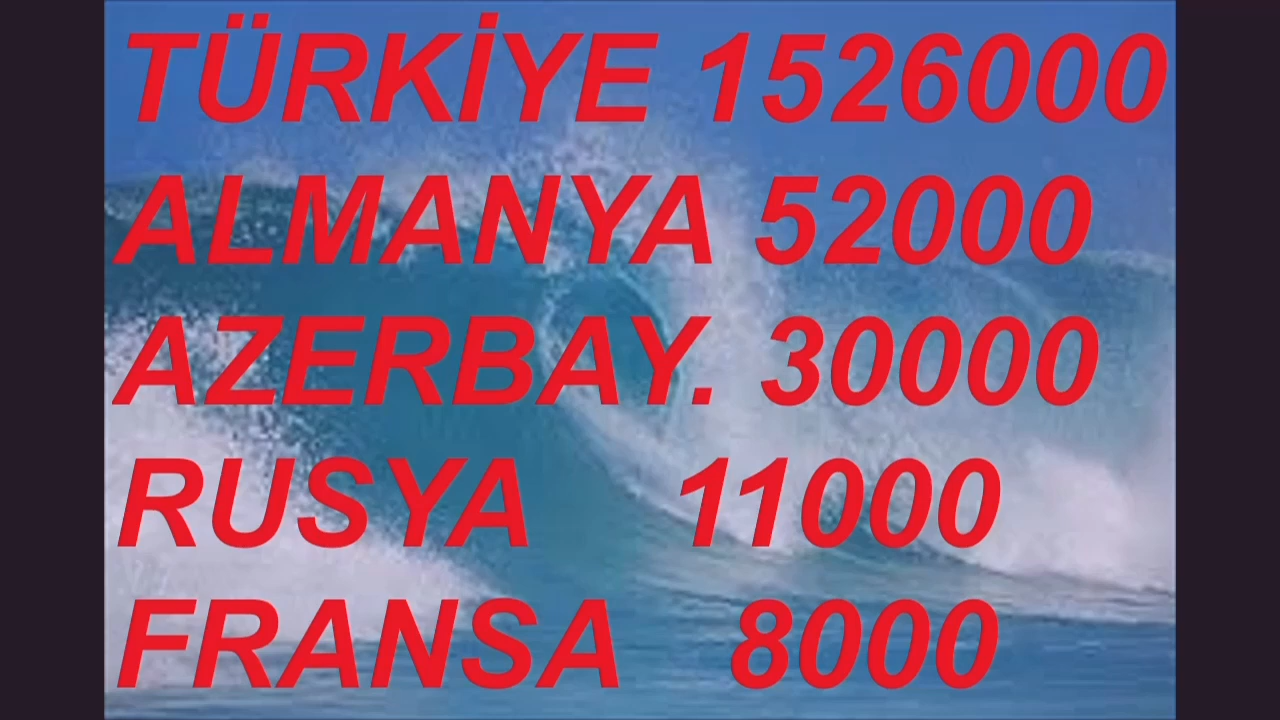 TÜRKİYE 1526000
ALMANYA 52000
AZERBAY. 30000
RUSYA 11000
FRANSA 8000